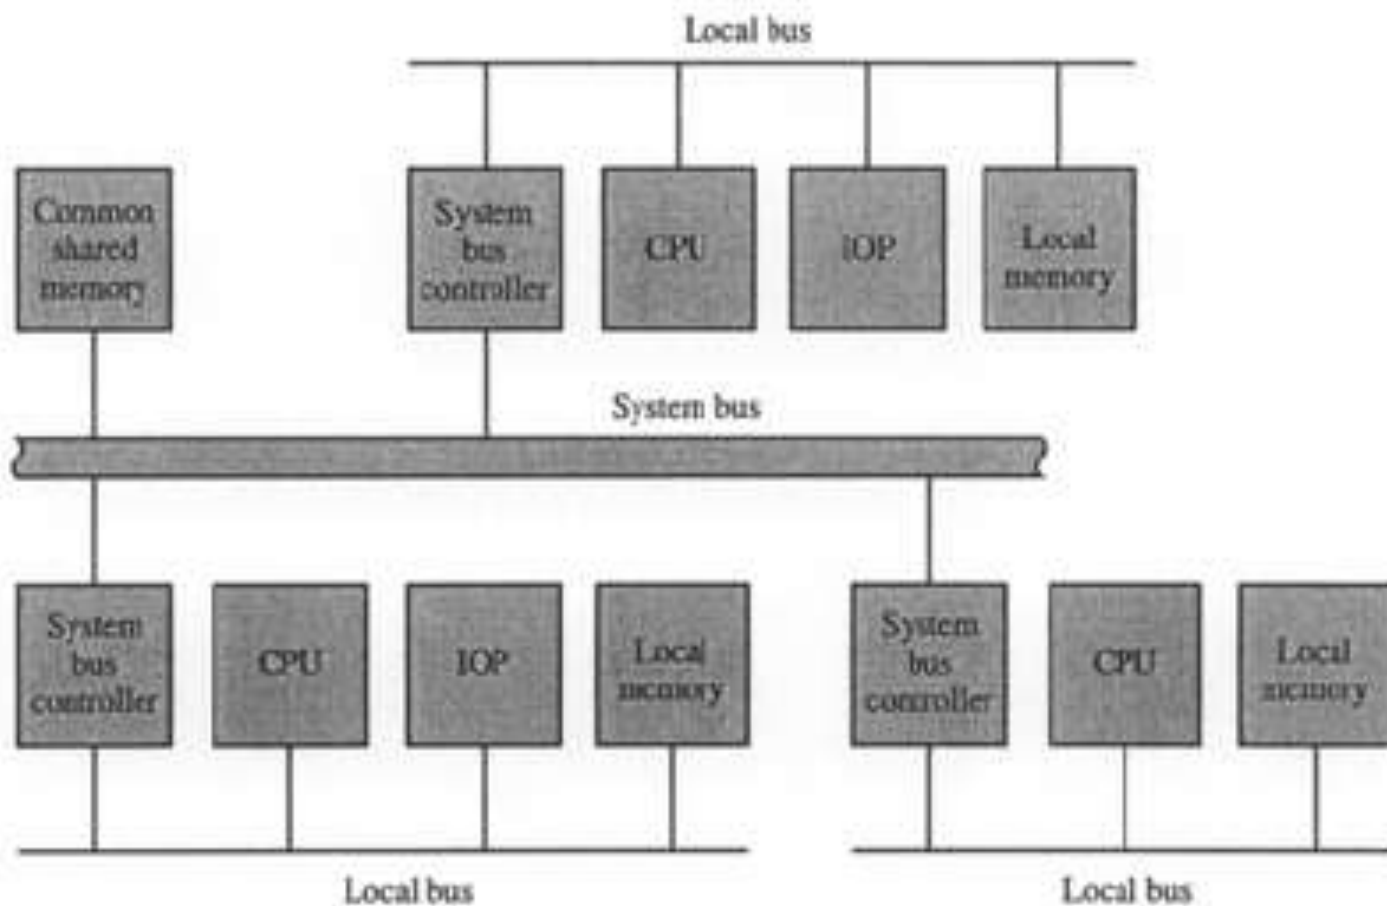 Local bus
Common
shared
memory
System
bus
controller
CPU
IOP
Local
memory
System bus
System
bus
controller
CPU
IOP
Local
memory
System
bus
controller
CPU
Local
memory
Local bus
Local bus